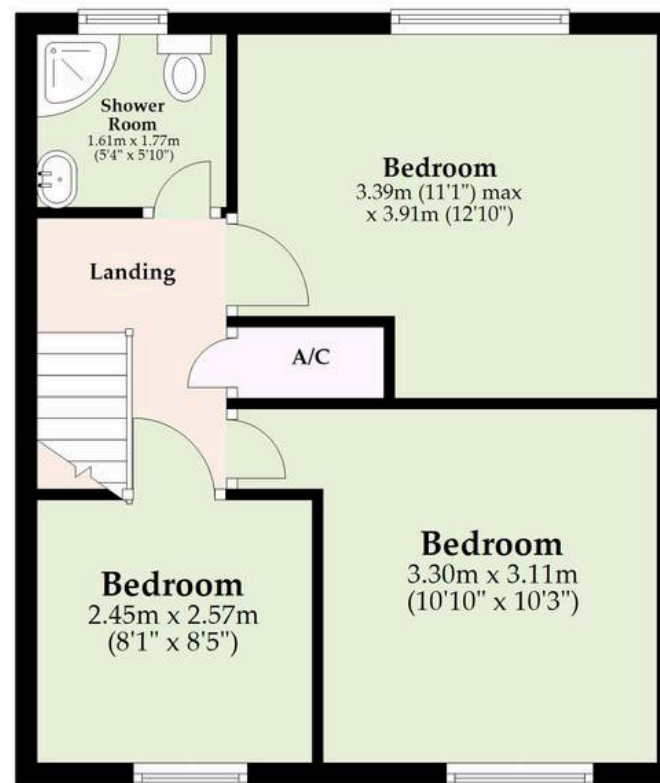 Shower
Room
1.61m x 1.77m
(5'4" x 5'10")
Bedroom
3.39m (11'1") max
x 3.91m (12'10")
Landing
A/C
Bedroom
3.30m x 3.11m
(10'10" x 10'3")
Bedroom
2.45m x 2.57m
(8'1" x 8'5")